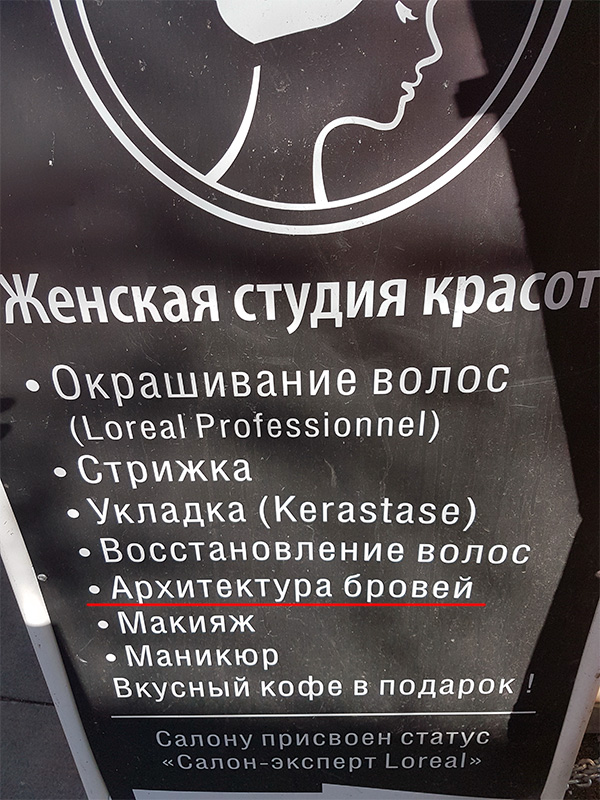 Женская студия красот
• Окрашивание волос
(Loreal Professionnel)
• Стрижка
• Укладка (Kerastase)
• Восстановление волос
• Архитектура бровей
• Макияж
• Маникюр
Вкусный кофе в подарок !
Салону присвоен статус
«Салон-эксперт Loreal»